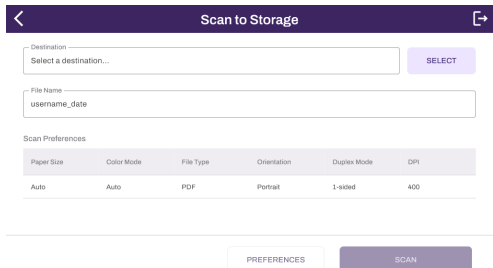 Scan to Storage
Destination
Select a destination...
SELECT
File Name
username_date
Scan Preferences
Paper Size Color Mode File Type Orientation Duplex Mode DPI
Auto Auto PDF Portrait 1-sided 400
PREFERENCES SCAN